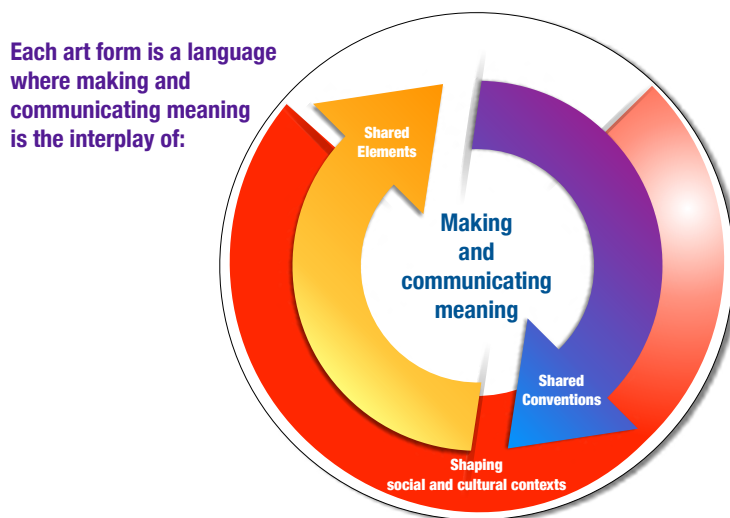 Each art form is a language
where making and
communicating meaning
is the interplay of:
Shared
Elements
Making
and
communicating
meaning
Shared
Conventions
Shaping
social and cultural contexts